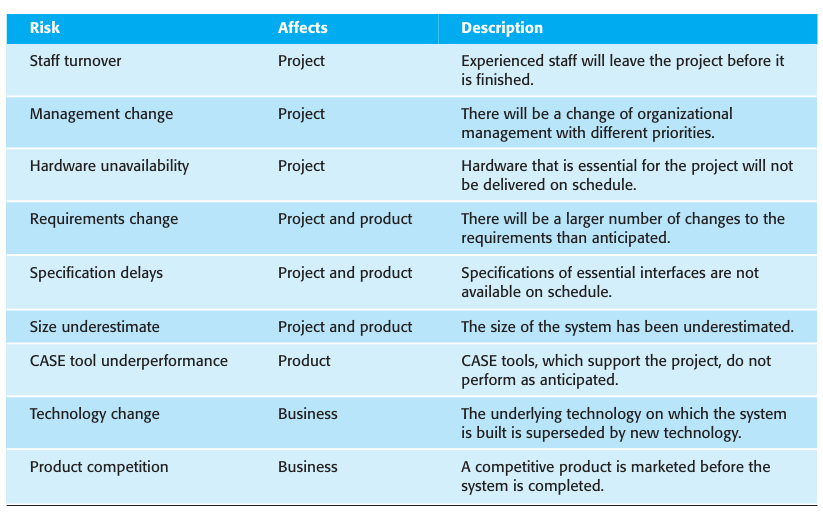 Risk Affects Description
Staff turnover Project Experienced staff will leave the project before it
is finished.
Management change Project There will be a change of organizational
management with different priorities.
Hardware unavailability Project Hardware that is essential for the project will not
be delivered on schedule.
Requirements change Project and product There will be a larger number of changes to the
requirements than anticipated.
Specification delays Project and product Specifications of essential interfaces are not
available on schedule.
Size underestimate Project and product The size of the system has been underestimated.
CASE tool underperformance Product CASE tools, which support the project, do not
perform as anticipated.
Technology change Business The underlying technology on which the system
is built is superseded by new technology.
Product competition Business A competitive product is marketed before the
system is completed.